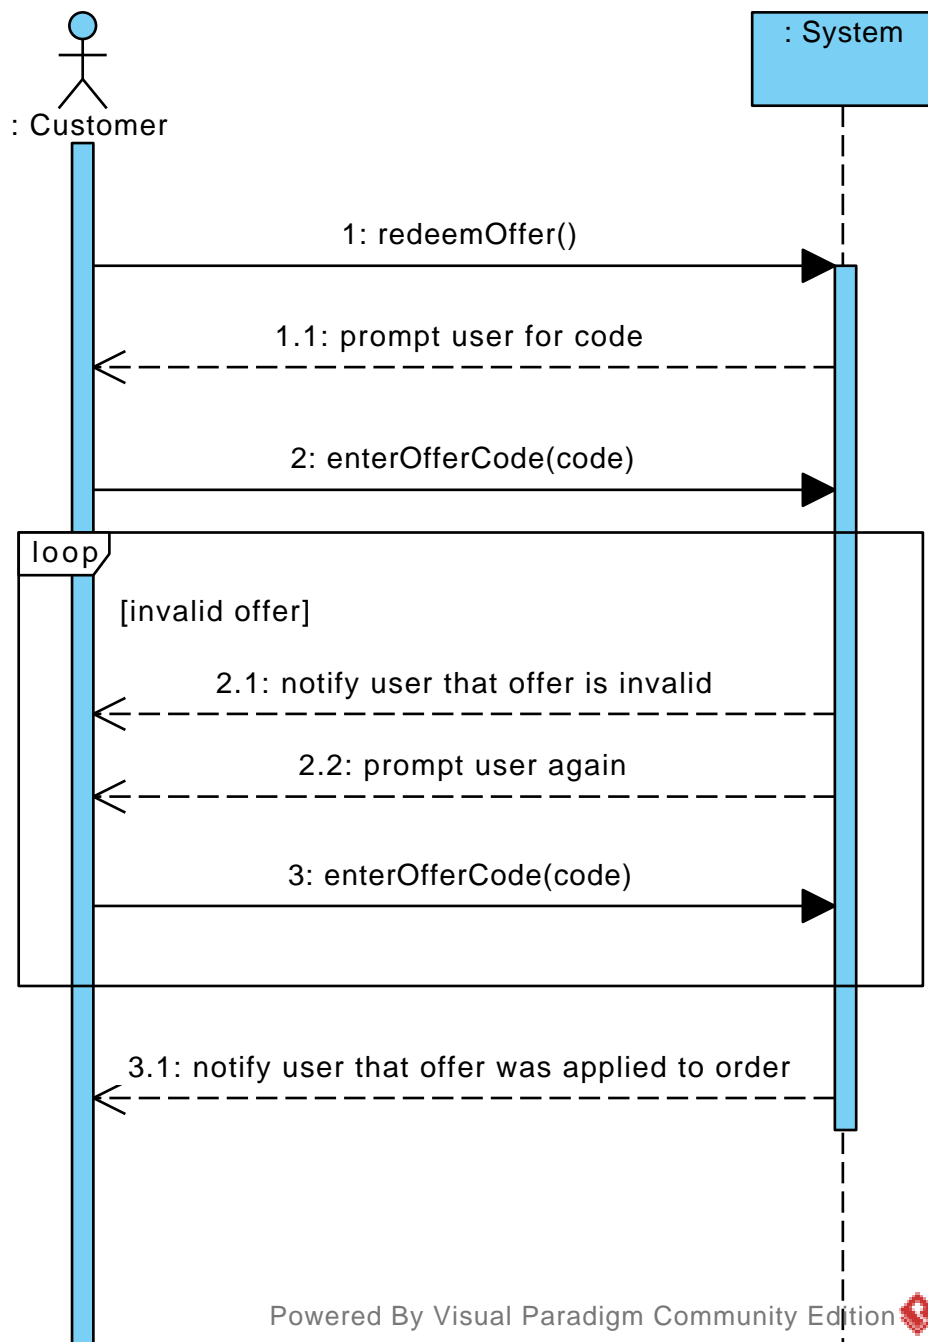 : System
: Customer
1: redeemOffer()
1.1: prompt user for code
2: enterOfferCode(code)
loop
[invalid offer]
2.1: notify user that offer is invalid
2.2: prompt user again
3: enterOfferCode(code)
3.1: notify user that offer was applied to order
Powered By Visual Paradigm Community Edition